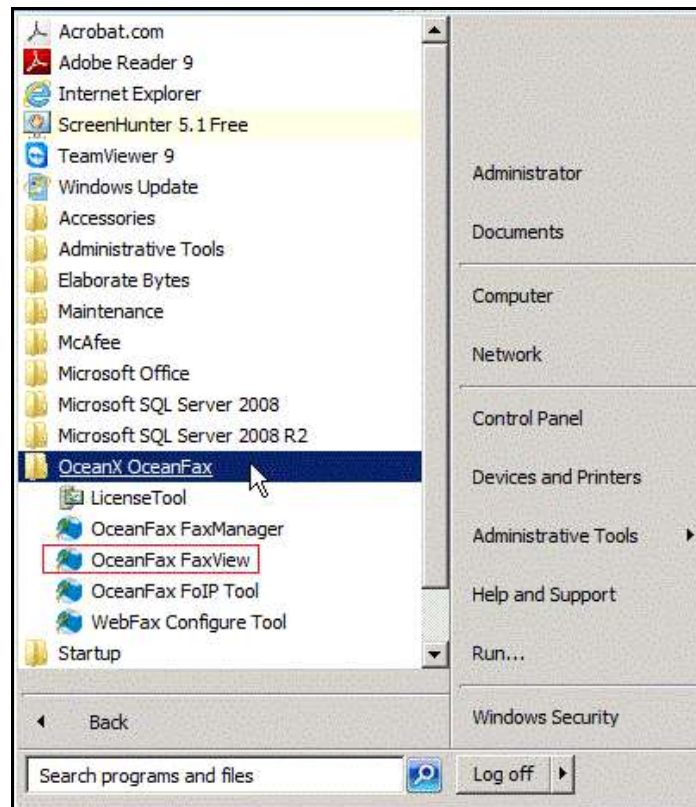 Acrobat.com
Adobe Reader 9
Internet Explorer
ScreenHunter 5.1 Free
TeamViewer 9
Windows Update
Accessories
Administrative Tools
Elaborate Bytes
Maintenance
McAfee
Microsoft Office
Microsoft SQL Server 2008
Microsoft SQL Server 2008 R2
OceanX OceanFax
LicenseTool
OceanFax FaxManager
OceanFax FaxView
OceanFax FoIP Tool
WebFax Configure Tool
Startup
Back
Search programs and files
Administrator
Documents
Computer
Network
Control Panel
Devices and Printers
Administrative Tools
Help and Support
Run...
Windows Security
Log off